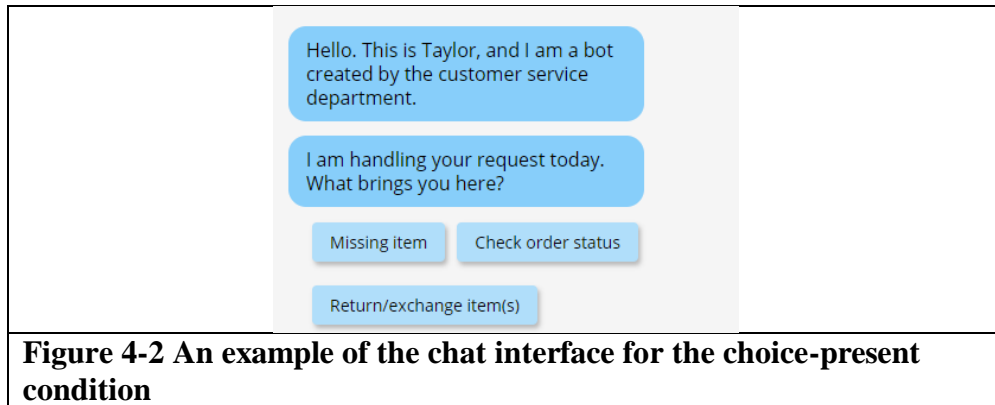 Hello. This is Taylor, and I am a bot
created by the customer service
department.
I am handling your request today.
What brings you here?
Missing item Check order status
Return/exchange item(s)
Figure 4-2 An example of the chat interface for the choice-present
condition